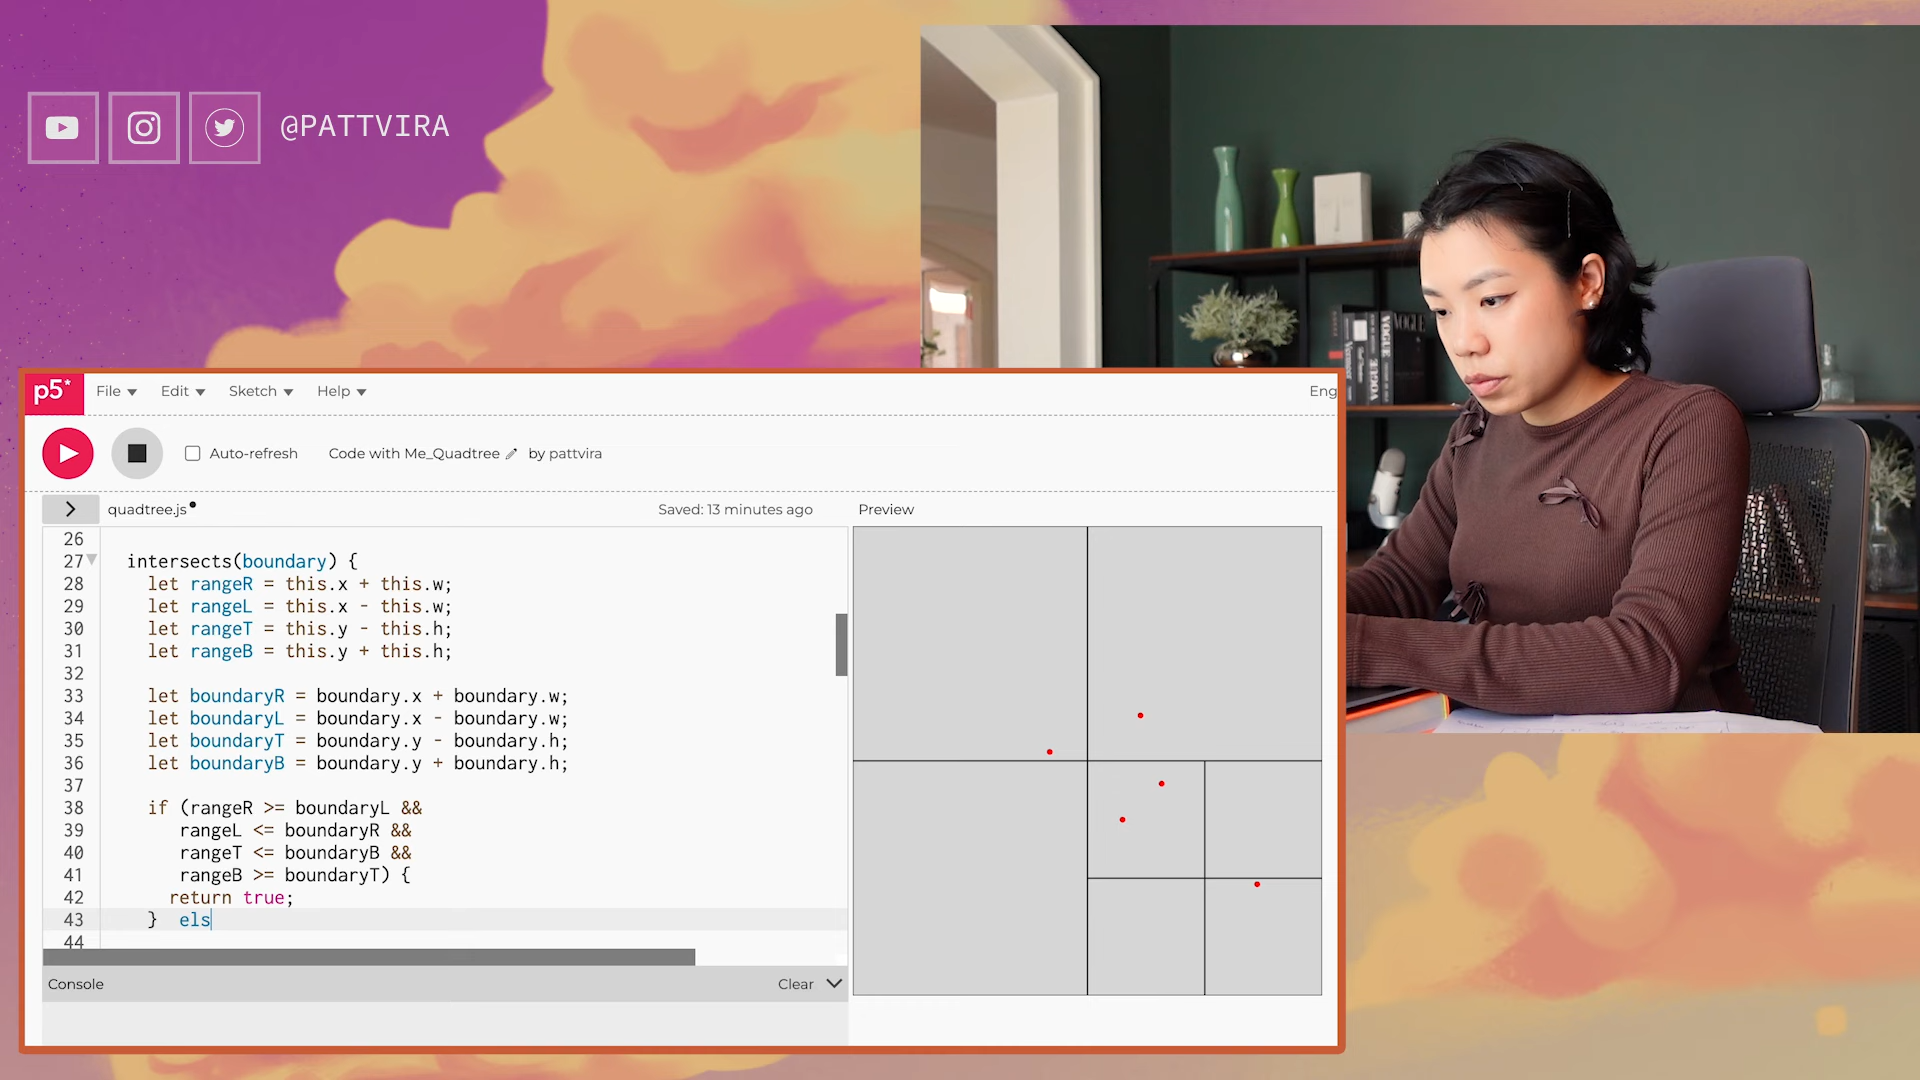 @PATTVIRA
p5*
File
Edit
Sketch
Help
Eng
Auto-refresh
Code with Me_Quadtree
by pattvira
quadtree.js
Saved: 13 minutes ago
Preview
26
27 intersects(boundary) {
28 let rangeR = this.x + this.w;
29 let rangeL = this.x - this.w;
30 let rangeT = this.y - this.h;
31 let rangeB = this.y + this.h;
32
33 let boundaryR = boundary.x + boundary.w;
34 let boundaryL = boundary.x - boundary.w;
35 let boundaryT = boundary.y - boundary.h;
36 let boundaryB = boundary.y + boundary.h;
37
38 if (rangeR >= boundaryL &&
39 rangeL <= boundaryR &&
40 rangeT <= boundaryB &&
41 rangeB >= boundaryT) {
42 return true;
43 } els
44
Console
Clear
VOGUE
VOGUE